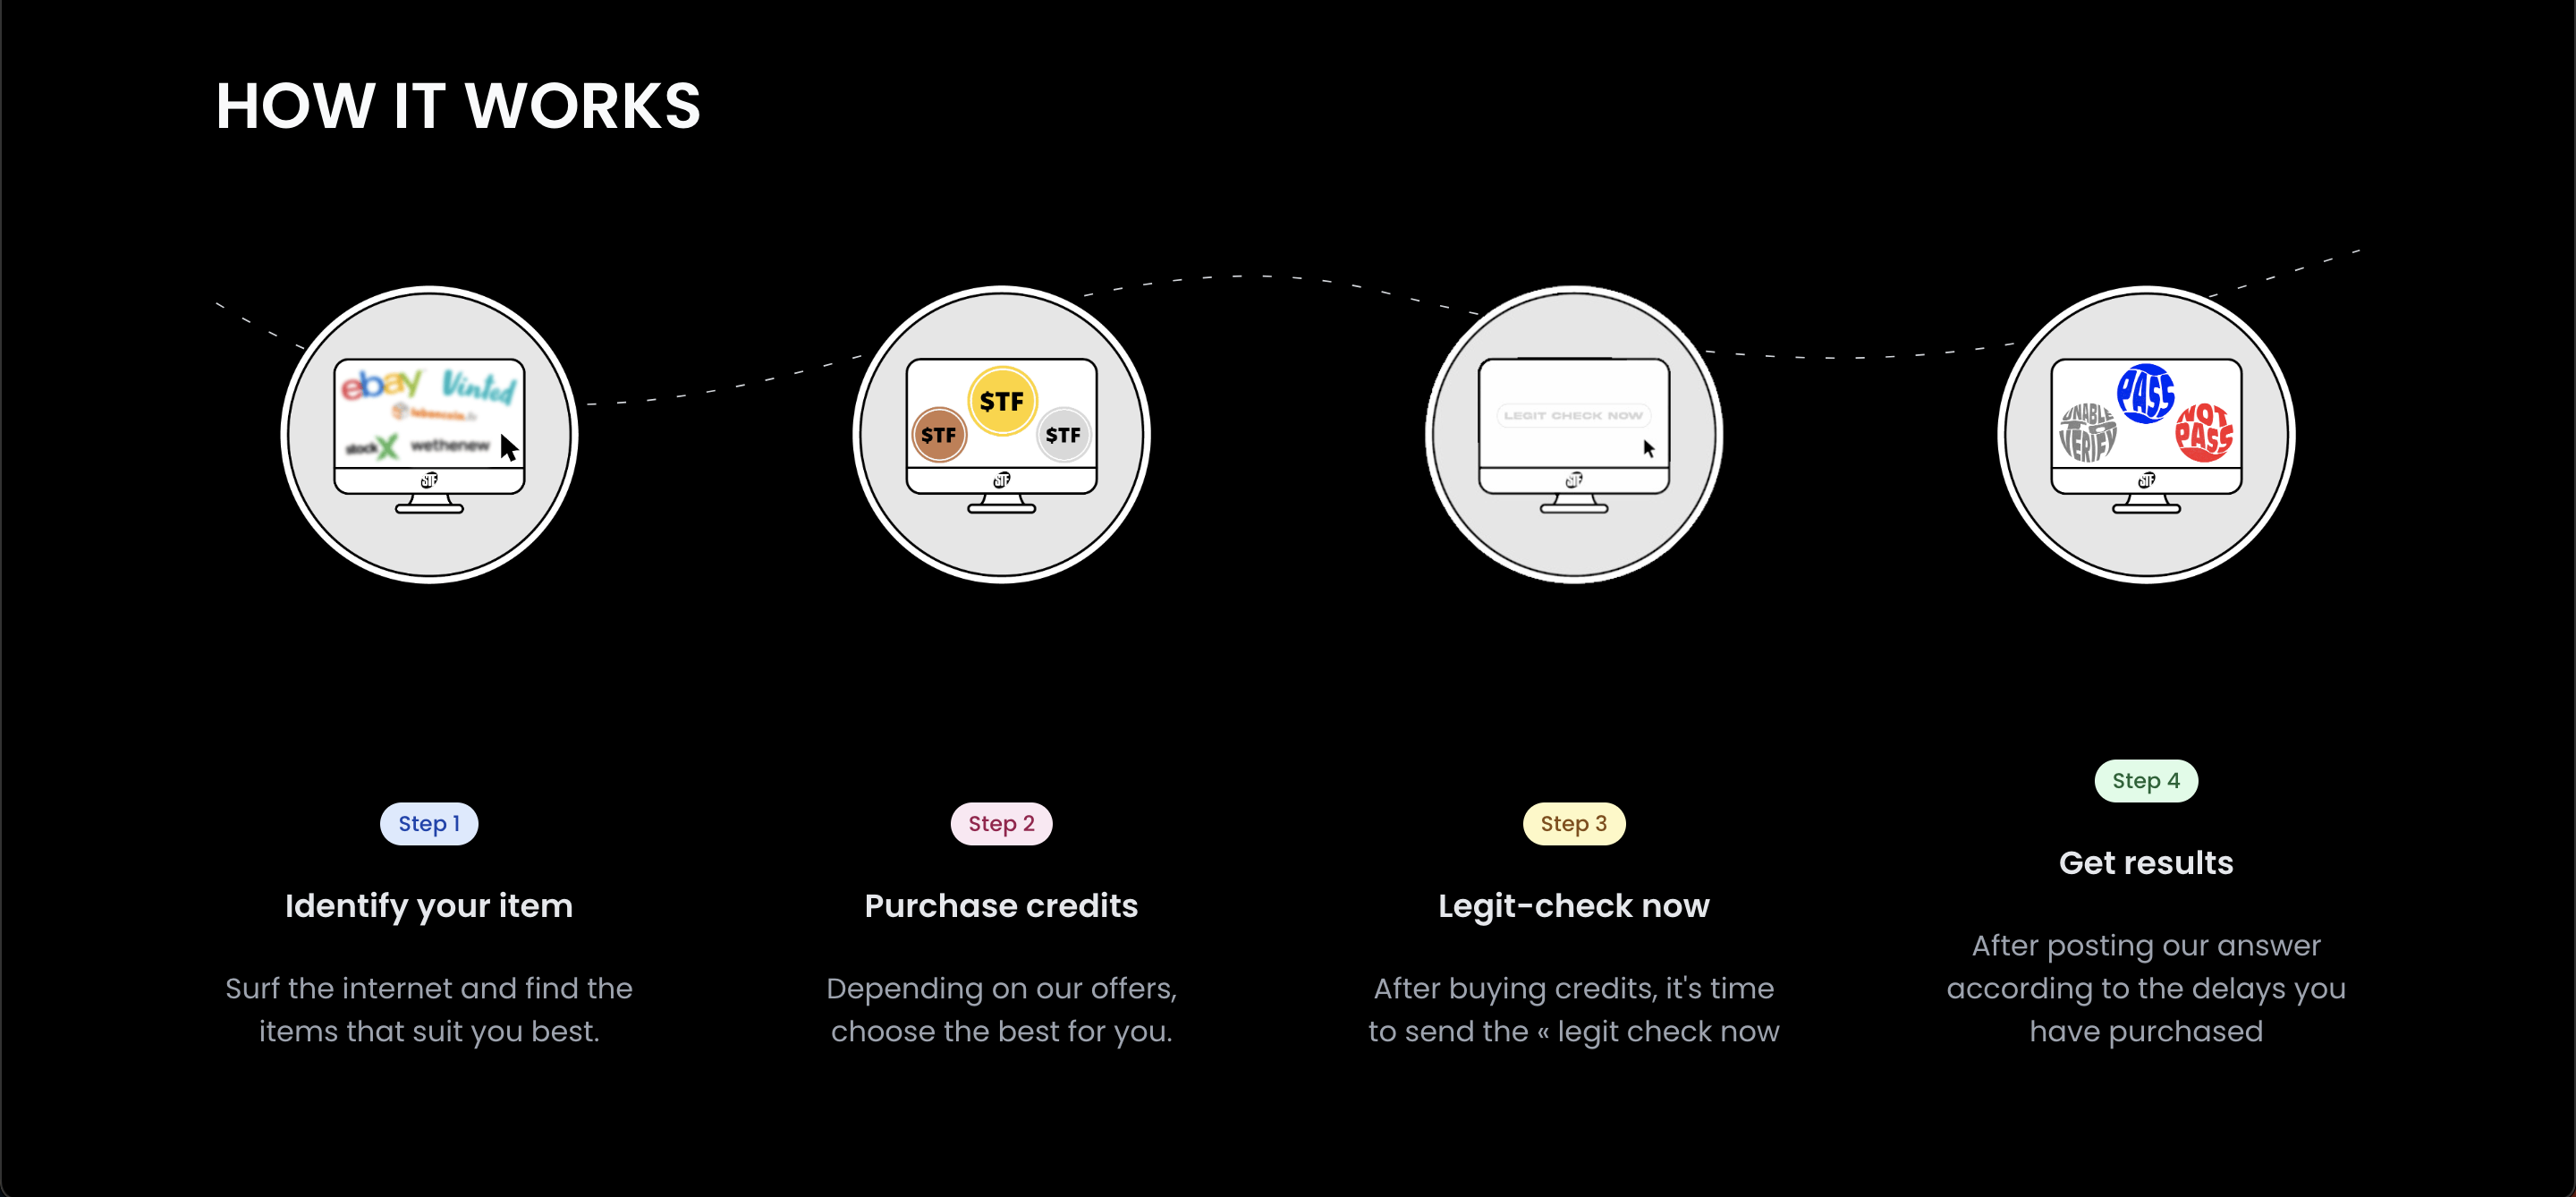 HOW IT WORKS
ebay Vinted
leboncoin.fr
stockX wethenew
STF
$TF
$TF $TF
STF
LEGIT CHECK NOW
STF
PASS
UNABLE TO VERIFY
NOT PASS
STF
Step 1
Identify your item
Surf the internet and find the
items that suit you best.
Step 2
Purchase credits
Depending on our offers,
choose the best for you.
Step 3
Legit-check now
After buying credits, it's time
to send the « legit check now
Step 4
Get results
After posting our answer
according to the delays you
have purchased